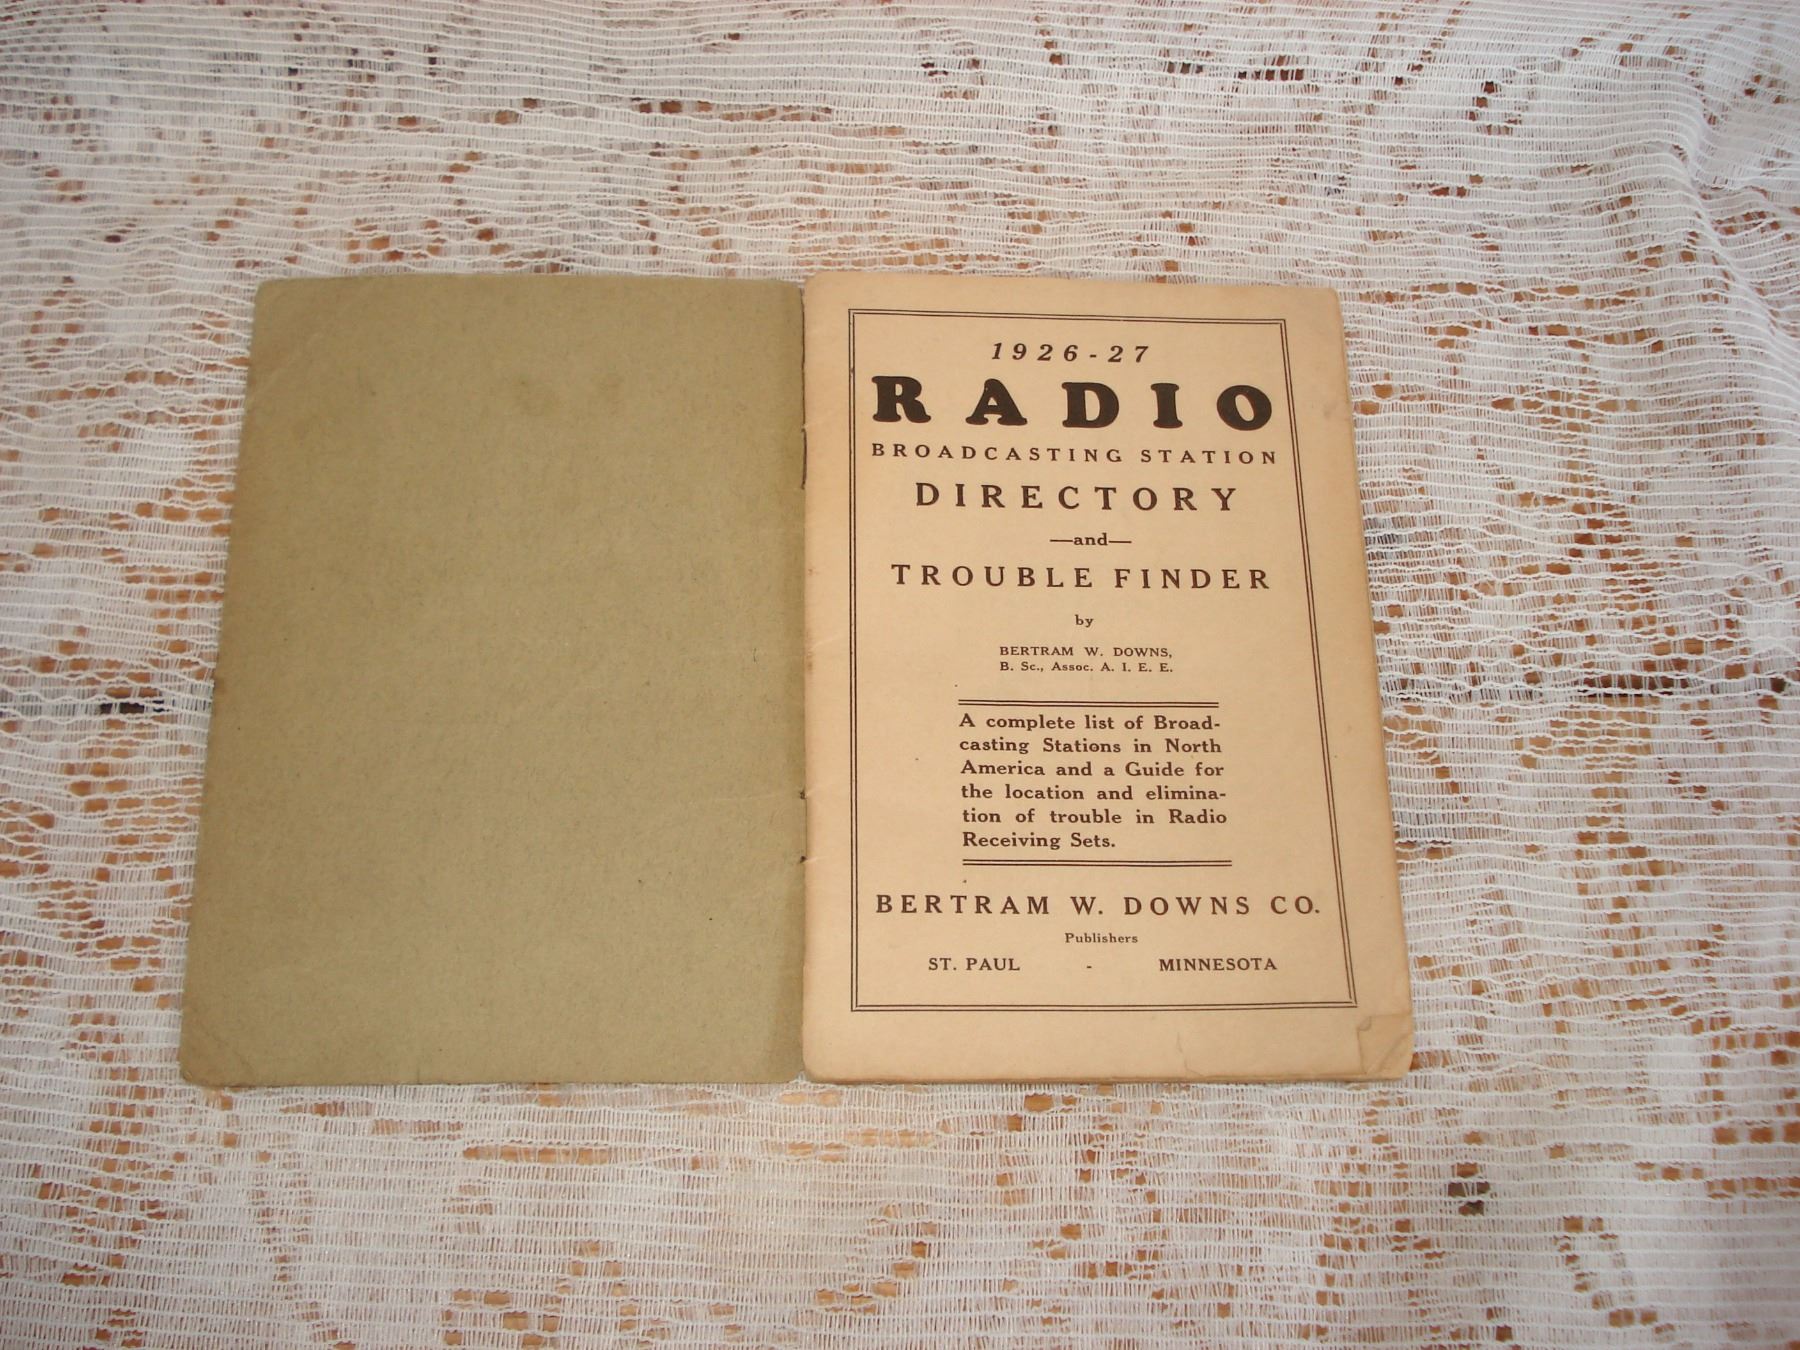 1926-27
RADIO
BROADCASTING STATION
DIRECTORY
—and—
TROUBLE FINDER
by
BERTRAM W. DOWNS,
B. Sc., Assoc. A. I. E. E.
A complete list of Broad-
casting Stations in North
America and a Guide for
the location and elimina-
tion of trouble in Radio
Receiving Sets.
BERTRAM W. DOWNS CO.
Publishers
ST. PAUL - MINNESOTA